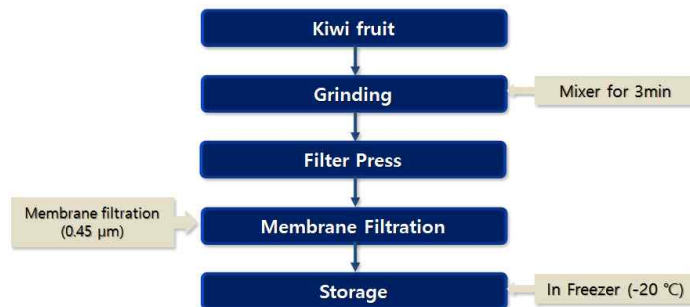 Kiwi fruit
Grinding
Mixer for 3min
Filter Press
Membrane filtration
(0.45 μm)
Membrane Filtration
Storage
In Freezer (-20 ℃)